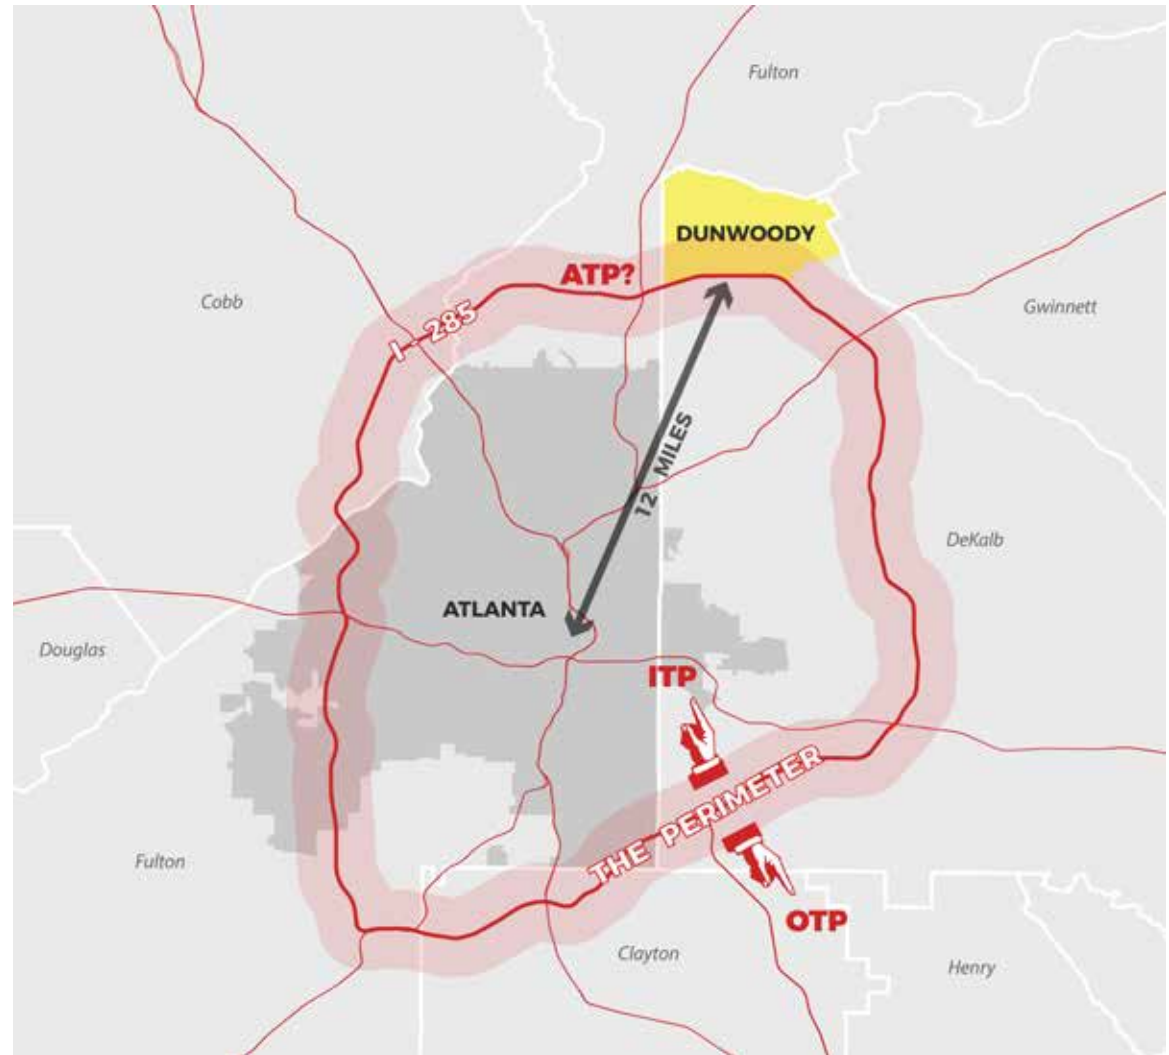 Fulton
DUNWOODY
ATP?
Cobb
I - 285
Gwinnett
12 MILES
DeKalb
ATLANTA
Douglas
ITP
THE PERIMETER
Fulton
OTP
Clayton
Henry